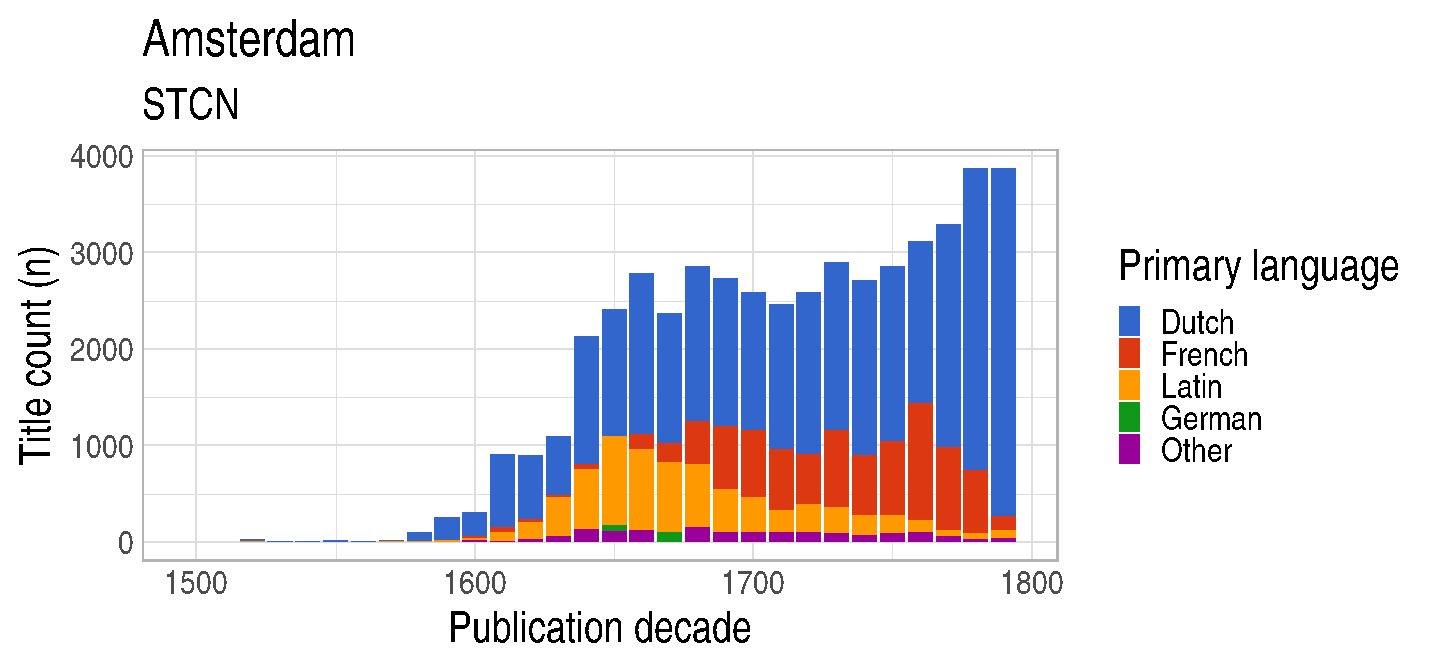 Amsterdam
STCN
4000
3000
2000
1000
0
Title count (n)
1500 1600 1700 1800
Publication decade
Primary language
Dutch
French
Latin
German
Other